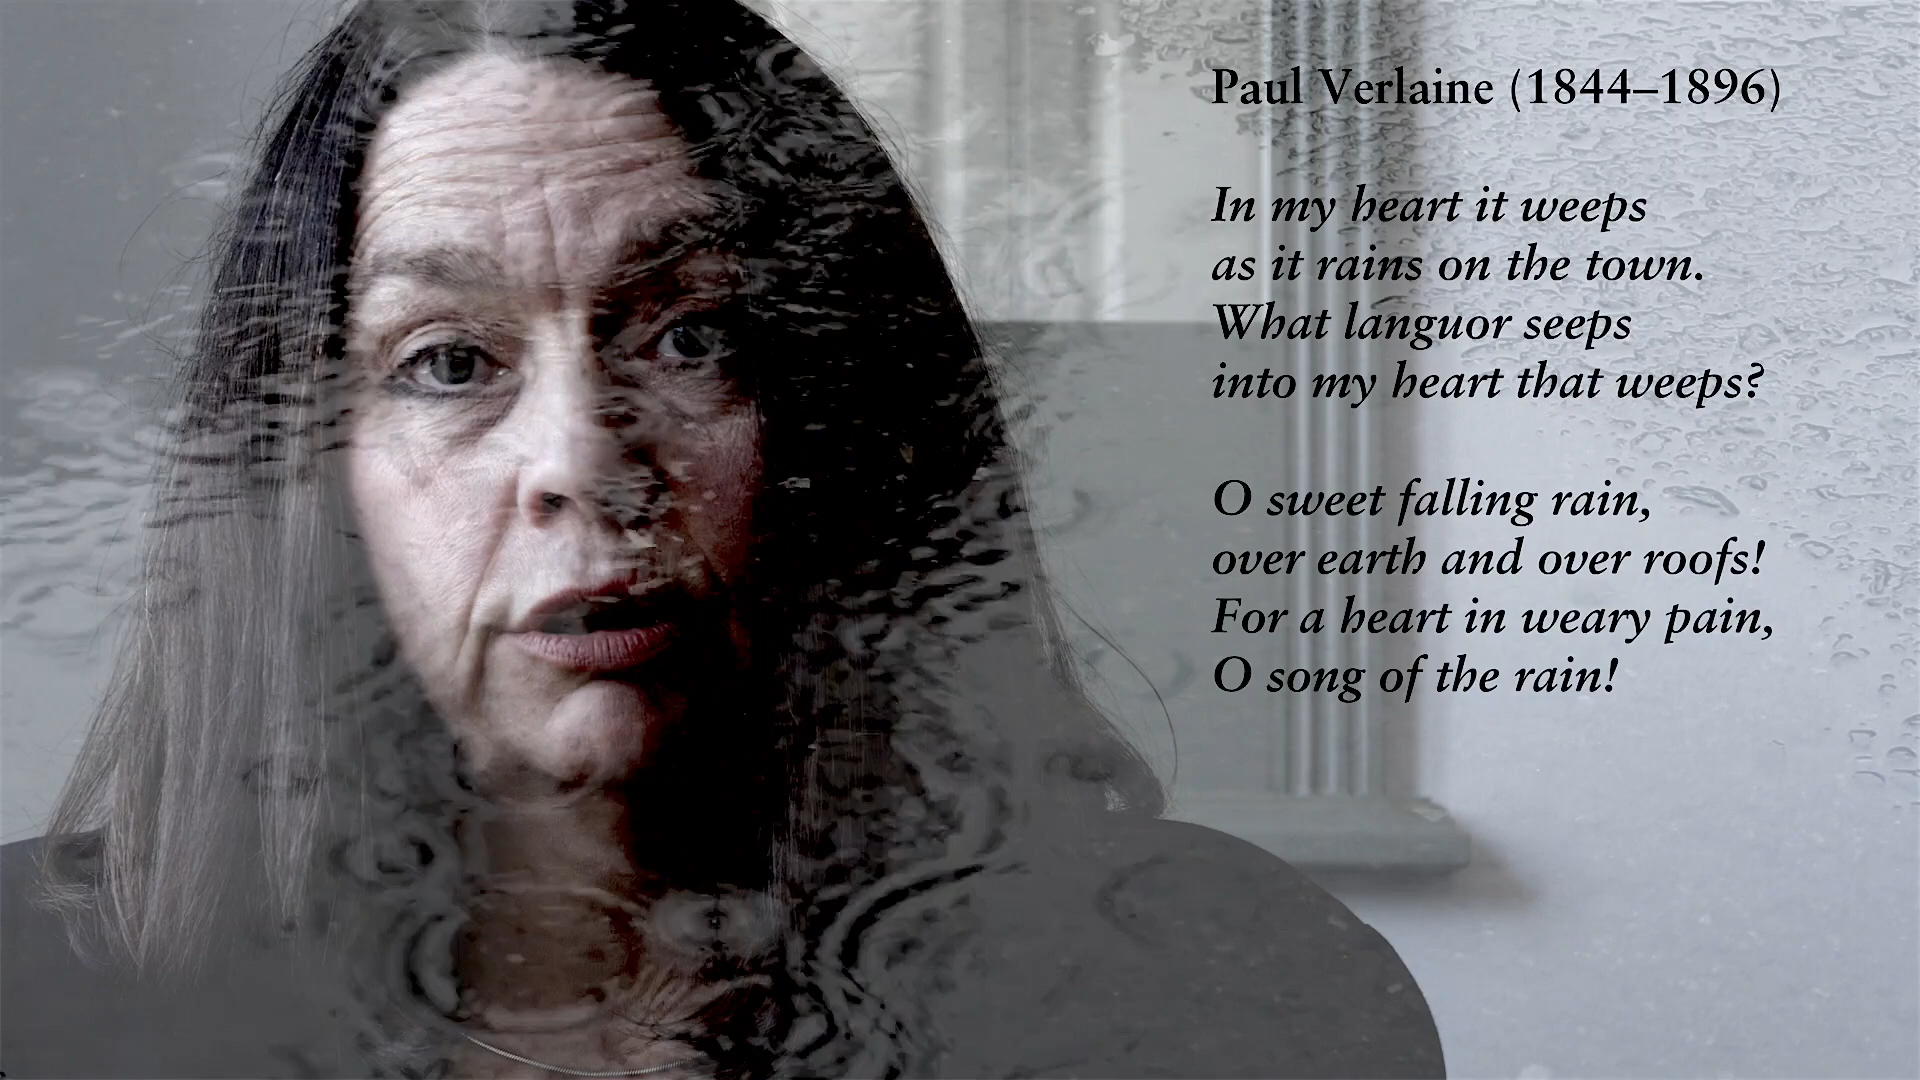 Paul Verlaine (1844–1896)
In my heart it weeps
as it rains on the town.
What languor seeps
into my heart that weeps?
O sweet falling rain,
over earth and over roofs!
For a heart in weary pain,
O song of the rain!